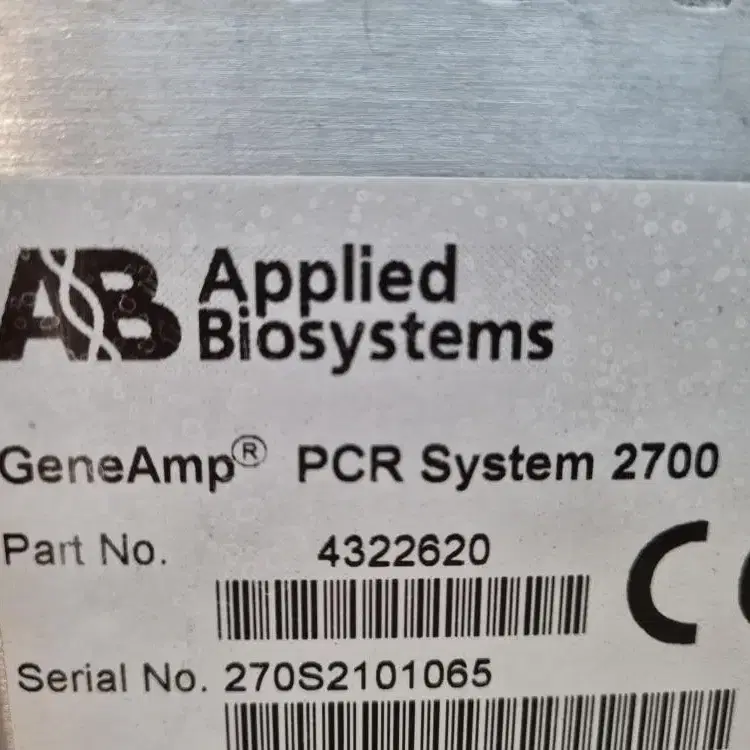 AB Applied
Biosystems
GeneAmp® PCR System 2700
Part No. 4322620
CE
Serial No. 270S2101065